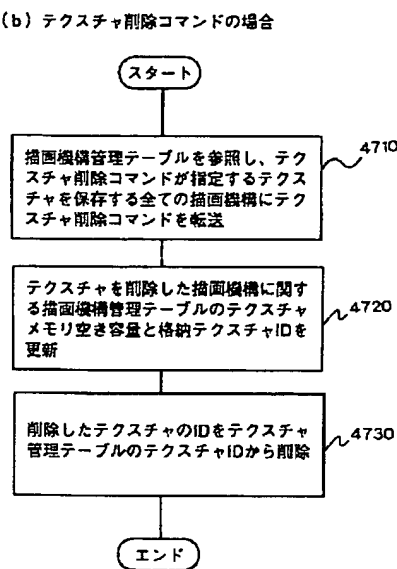 (b) テクスチャ削除コマンドの場合
スタート
4710
描画機構管理テーブルを参照し、テク
スチャ削除コマンドが指定するテクス
チャを保存する全ての描画機構にテク
スチャ削除コマンドを転送
テクスチャを削除した描画機構に関す
る描画機構管理テーブルのテクスチャ
メモリ空き容量と格納テクスチャIDを
更新
4720
削除したテクスチャのIDをテクスチャ
管理テーブルのテクスチャIDから削除
4730
エンド